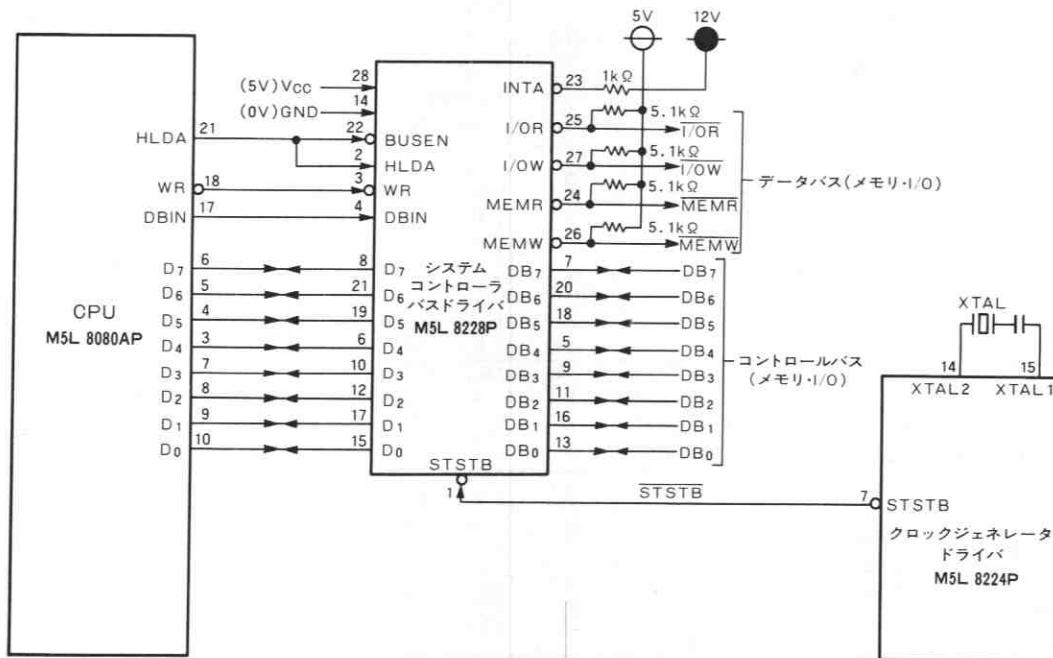 5V
12V
(5V)VCC
28
INTA
23
1kΩ
(0V)GND
14
HLDA
21
22
BUSEN
I/OR
25
5.1kΩ
I/OR
2
HLDA
I/OW
27
5.1kΩ
I/OW
WR
18
3
WR
MEMR
24
5.1kΩ
MEMR
DBIN
17
4
DBIN
MEMW
26
5.1kΩ
MEMW
データバス(メモリ・I/O)
CPU
M5L 8080AP
システム
コントローラ
バスドライバ
M5L 8228P
D7
6
8
D7
DB7
7
DB7
D6
5
21
D6
DB6
20
DB6
D5
4
19
D5
DB5
18
DB5
D4
3
6
D4
DB4
5
DB4
D3
7
10
D3
DB3
9
DB3
D2
8
12
D2
DB2
11
DB2
D1
9
17
D1
DB1
16
DB1
D0
10
15
D0
DB0
13
DB0
コントロールバス
(メモリ・I/O)
STSTB
1
STSTB
7
STSTB
XTAL
14
15
XTAL2
XTAL1
クロックジェネレータ
ドライバ
M5L 8224P